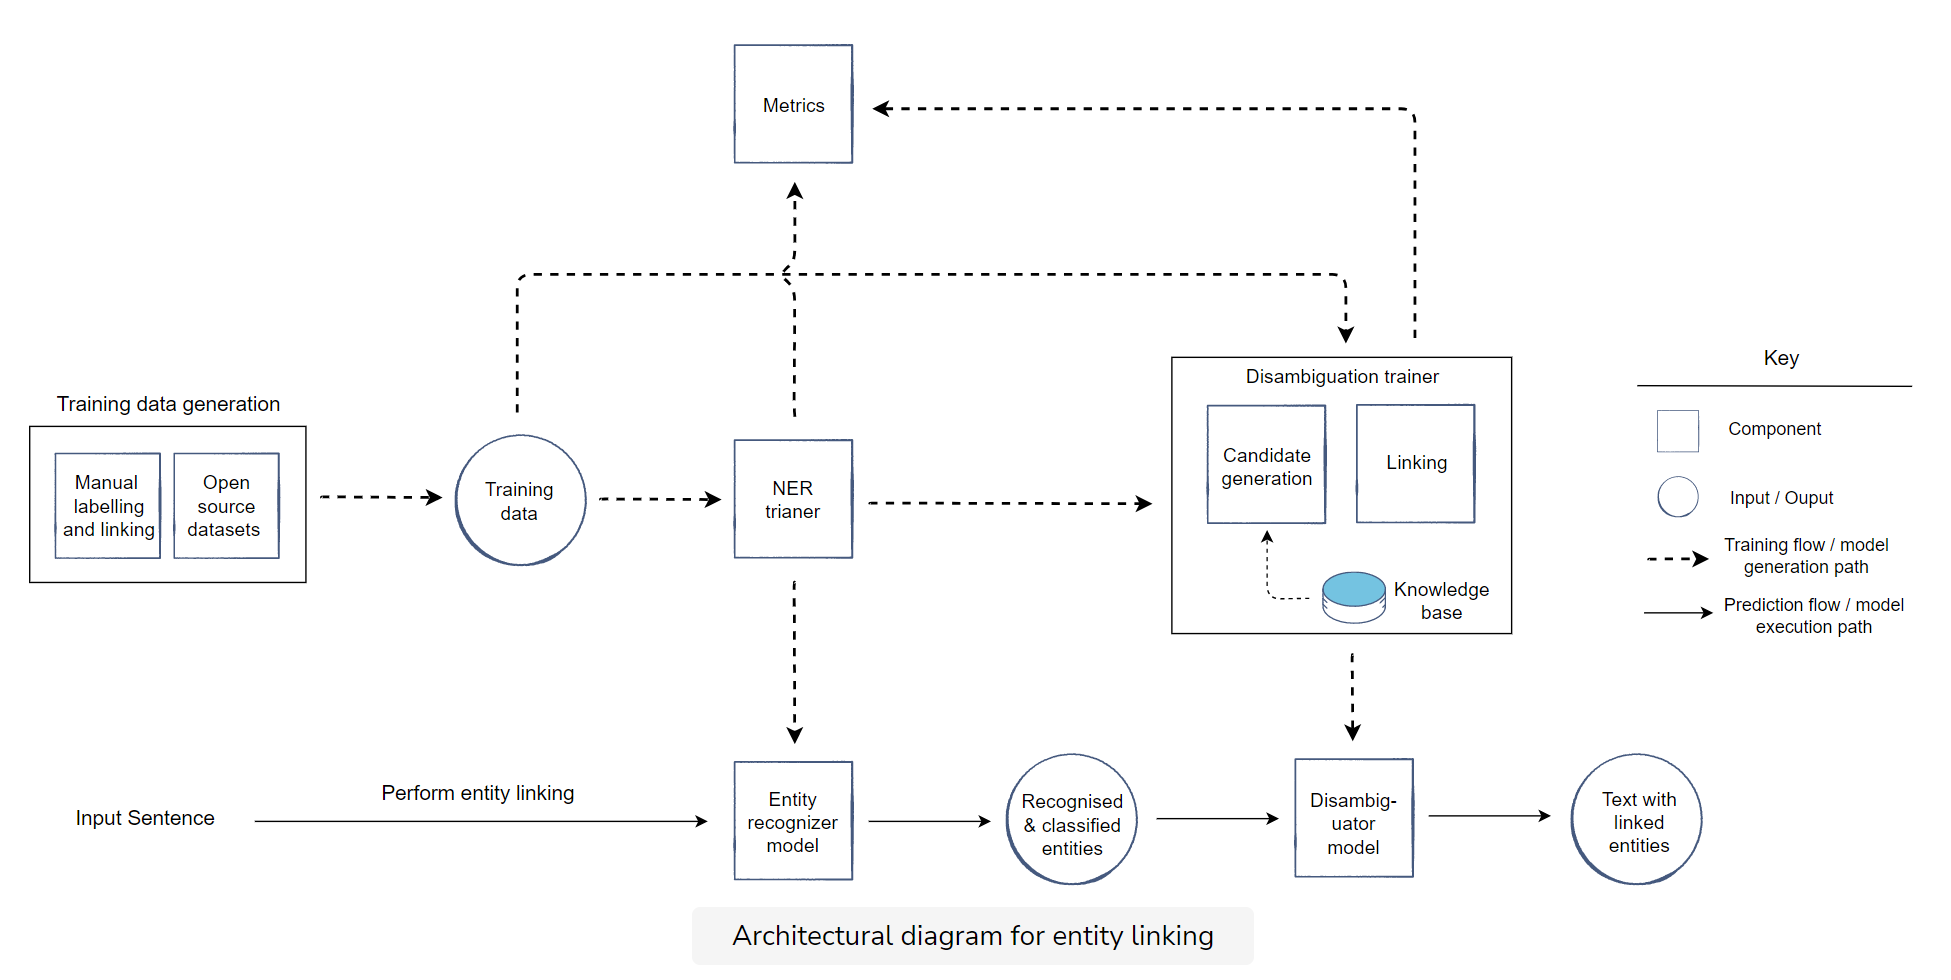 Metrics
Training data generation
Manual
labelling
and linking
Open
source
datasets
Training
data
NER
trianer
Disambiguation trainer
Candidate
generation
Linking
Knowledge
base
Key
Component
Input / Ouput
Training flow / model
generation path
Prediction flow / model
execution path
Input Sentence
Perform entity linking
Entity
recognizer
model
Recognised
& classified
entities
Disambig-
uator
model
Text with
linked
entities
Architectural diagram for entity linking